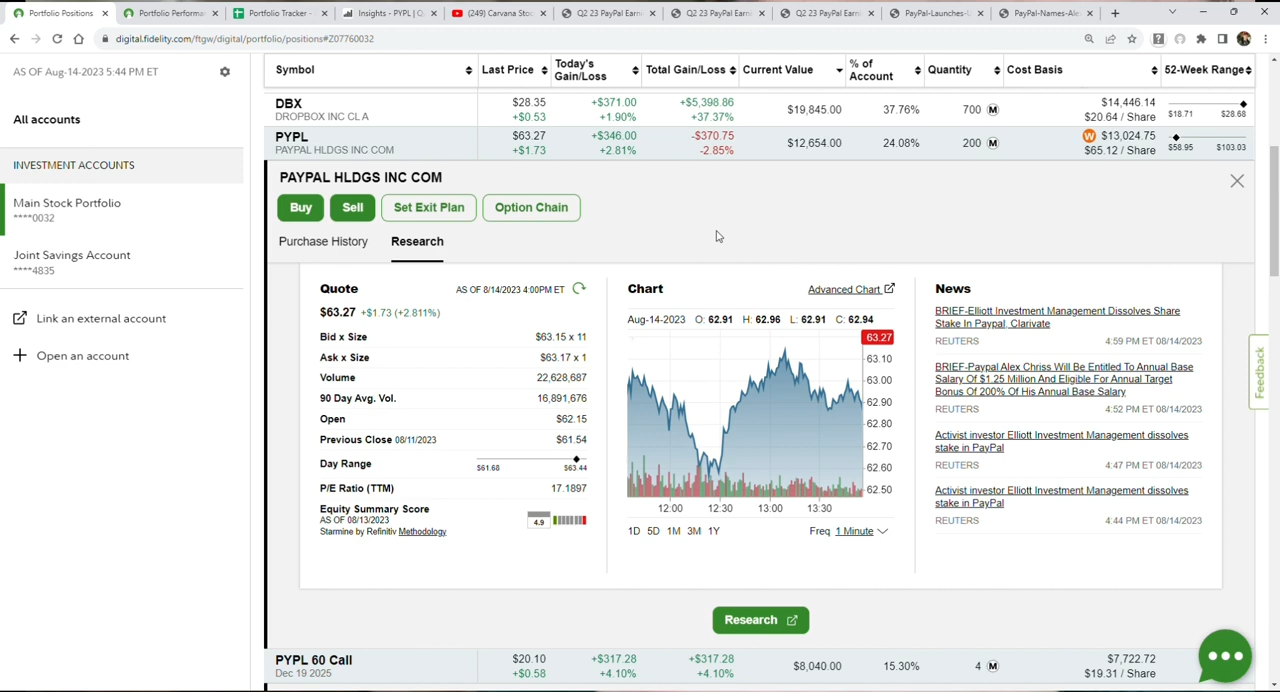 Portfolio Positions
Portfolio Performan
Portfolio Tracker -
Insights - PYPL | Q
(249) Carvana Stoc
Q2 23 PayPal Earni
Q2 23 PayPal Earni
Q2 23 PayPal Earni
PayPal-Launches-U
PayPal-Names-Alex
digital.fidelity.com/ftgw/digital/portfolio/positions#Z07760032
AS OF Aug-14-2023 5:44 PM ET
All accounts
INVESTMENT ACCOUNTS
Main Stock Portfolio
****0032
Joint Savings Account
****4835
Link an external account
Open an account
Symbol Last Price Today's Gain/Loss Total Gain/Loss Current Value % of Account Quantity Cost Basis 52-Week Range
DBX $28.35 +$371.00 +$5,398.86 $19,845.00 37.76% 700 M $14,446.14
DROPBOX INC CL A +$0.53 +1.90% +37.37% $20.64 / Share $18.71 $28.68
PYPL $63.27 +$346.00 -$370.75 $12,654.00 24.08% 200 M W $13,024.75
PAYPAL HLDGS INC COM +$1.73 +2.81% -2.85% $65.12 / Share $58.95 $103.03
PAYPAL HLDGS INC COM
Buy Sell Set Exit Plan Option Chain
Purchase History Research
Quote AS OF 8/14/2023 4:00PM ET
$63.27 +$1.73 (+2.811%)
Bid x Size $63.15 x 11
Ask x Size $63.17 x 1
Volume 22,628,687
90 Day Avg. Vol. 16,891,676
Open $62.15
Previous Close 08/11/2023 $61.54
Day Range $61.68 $63.44
P/E Ratio (TTM) 17.1897
Equity Summary Score
AS OF 08/13/2023 4.9
Starmine by Refinitiv Methodology
Chart Advanced Chart
Aug-14-2023 O: 62.91 H: 62.96 L: 62.91 C: 62.94
63.27
63.10
63.00
62.90
62.80
62.70
62.60
62.50
12:00 12:30 13:00 13:30
1D 5D 1M 3M 1Y Freq 1 Minute
News
BRIEF-Elliott Investment Management Dissolves Share
Stake In Paypal, Clarivate
REUTERS 4:59 PM ET 08/14/2023
BRIEF-Paypal Alex Chriss Will Be Entitled To Annual Base
Salary Of $1.25 Million And Eligible For Annual Target
Bonus Of 200% Of His Annual Base Salary
REUTERS 4:52 PM ET 08/14/2023
Activist investor Elliott Investment Management dissolves
stake in PayPal
REUTERS 4:47 PM ET 08/14/2023
Activist investor Elliott Investment Management dissolves
stake in PayPal
REUTERS 4:44 PM ET 08/14/2023
Research
Feedback
PYPL 60 Call $20.10 +$317.28 +$317.28 $8,040.00 15.30% 4 M $7,722.72
Dec 19 2025 +$0.58 +4.10% +4.10% $19.31 / Share